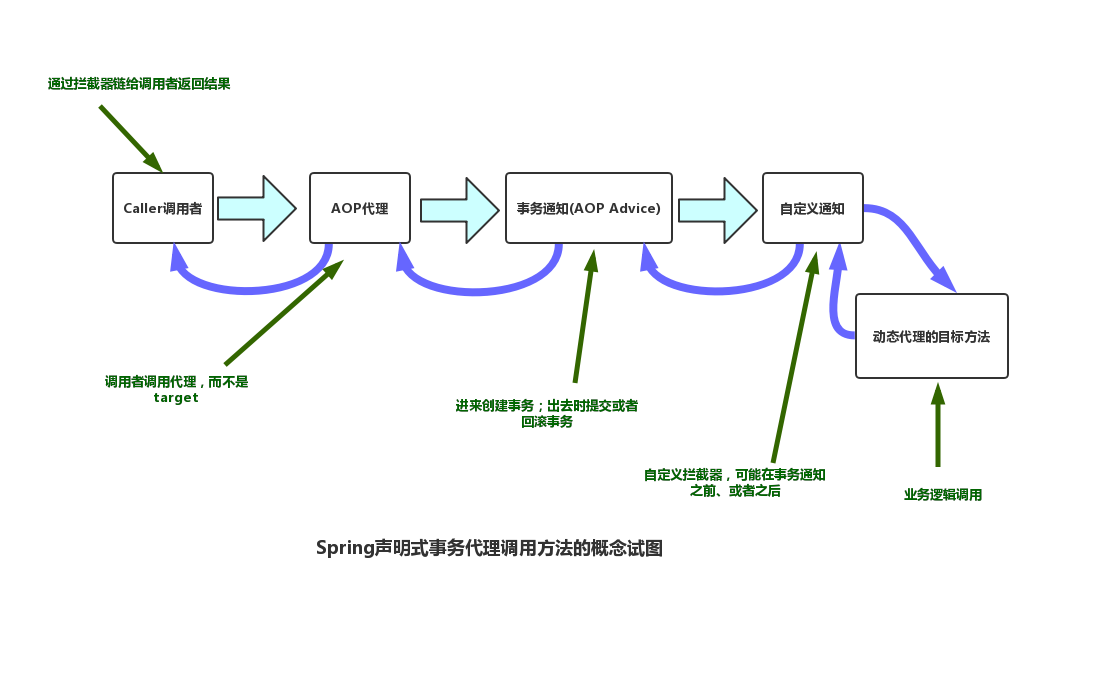 通过拦截器链给调用者返回结果
Caller调用者
AOP代理
事务通知(AOP Advice)
自定义通知
动态代理的目标方法
调用者调用代理，而不是
target
进来创建事务；出去时提交或者
回滚事务
自定义拦截器，可能在事务通知
之前、或者之后
业务逻辑调用
Spring声明式事务代理调用方法的概念试图